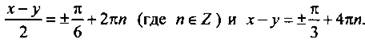 (x−y)/2 = ±π/6 + 2πn (где n∈Z) и x−y = ±π/3 + 4πn.